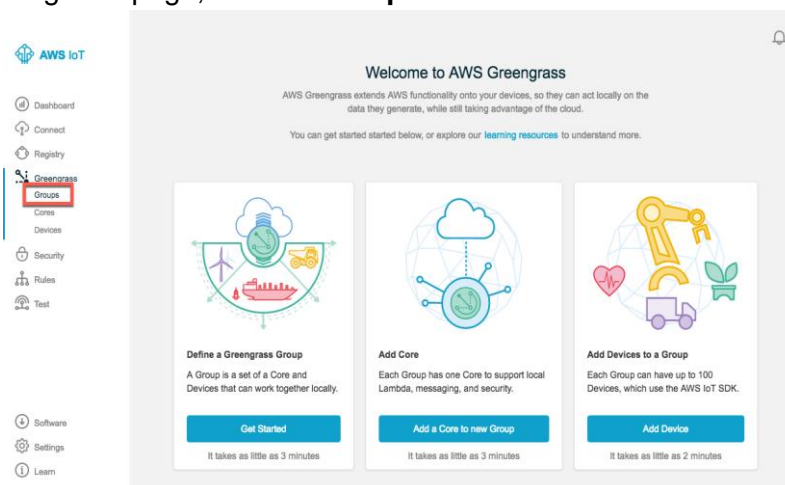 AWS IoT
Dashboard
Connect
Registry
Greengrass
Groups
Cores
Devices
Security
Rules
Test
Software
Settings
Learn
Welcome to AWS Greengrass
AWS Greengrass extends AWS functionality onto your devices, so they can act locally on the
data they generate, while still taking advantage of the cloud.
You can get started started below, or explore our learning resources to understand more.
Define a Greengrass Group
A Group is a set of a Core and
Devices that can work together locally.
Get Started
It takes as little as 3 minutes
Add Core
Each Group has one Core to support local
Lambda, messaging, and security.
Add a Core to new Group
It takes as little as 3 minutes
Add Devices to a Group
Each Group can have up to 100
Devices, which use the AWS IoT SDK.
Add Device
It takes as little as 2 minutes